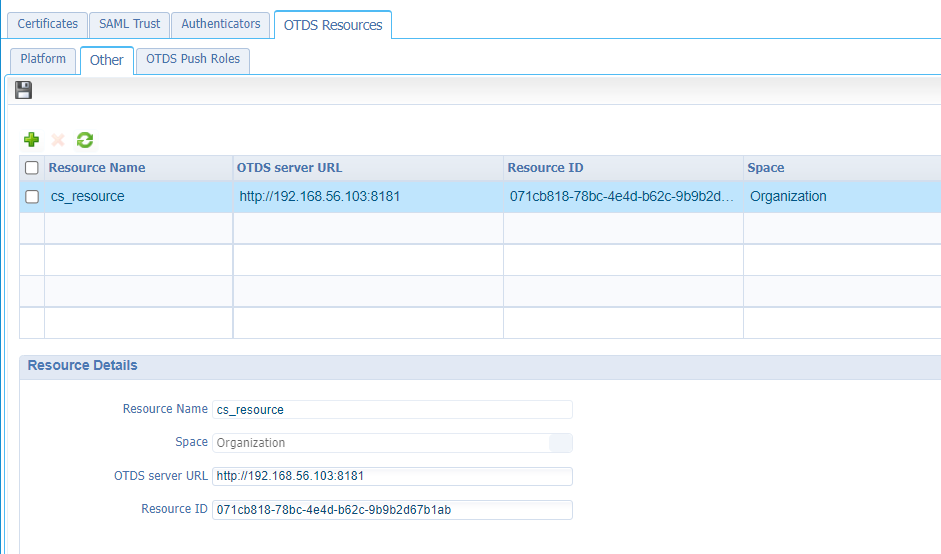 Certificates SAML Trust Authenticators OTDS Resources
Platform Other OTDS Push Roles
Resource Name OTDS server URL Resource ID Space
cs_resource http://192.168.56.103:8181 071cb818-78bc-4e4d-b62c-9b9b2d... Organization
Resource Details
Resource Name cs_resource
Space Organization
OTDS server URL http://192.168.56.103:8181
Resource ID 071cb818-78bc-4e4d-b62c-9b9b2d67b1ab